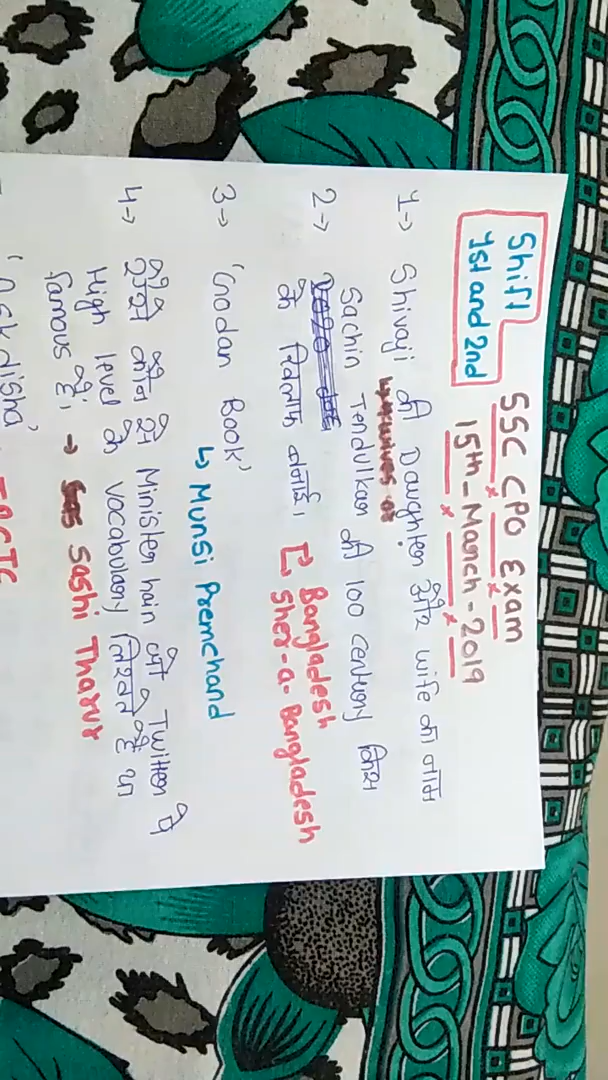 Shift
1st and 2nd
SSC CPO Exam
15th - March - 2019
1→ Shivaji की Daughter और wife का नाम
2→ Sachin Tendulkar की 100 century किस
के खिलाफ बनाई। Bangladesh
Sher-a-Bangladesh
3→ 'Godan Book'
↳ Munsi Premchand
4→ कौन से Minister hain जो Twitter पे
High level के vocabulary लिखते हैं या
famous हैं। → Sashi Tharur
'Askdisha'